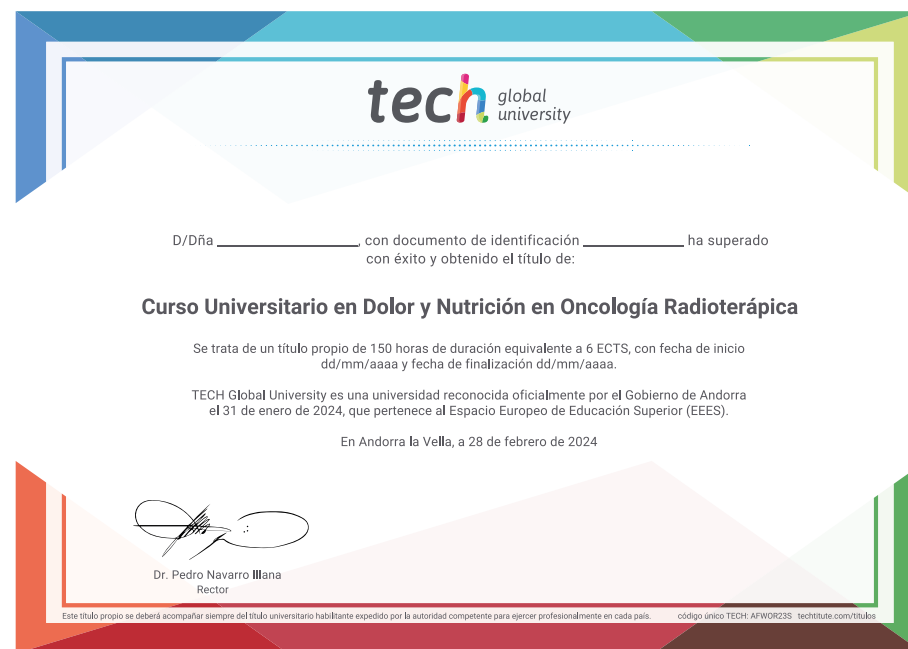 tech global university
D/Dña ____________________, con documento de identificación ______________ ha superado
con éxito y obtenido el título de:
Curso Universitario en Dolor y Nutrición en Oncología Radioterápica
Se trata de un título propio de 150 horas de duración equivalente a 6 ECTS, con fecha de inicio
dd/mm/aaaa y fecha de finalización dd/mm/aaaa.
TECH Global University es una universidad reconocida oficialmente por el Gobierno de Andorra
el 31 de enero de 2024, que pertenece al Espacio Europeo de Educación Superior (EEES).
En Andorra la Vella, a 28 de febrero de 2024
Dr. Pedro Navarro Illana
Rector
Este título propio se deberá acompañar siempre del título universitario habilitante expedido por la autoridad competente para ejercer profesionalmente en cada país. código único TECH: AFWOR23S techtitute.com/titulos